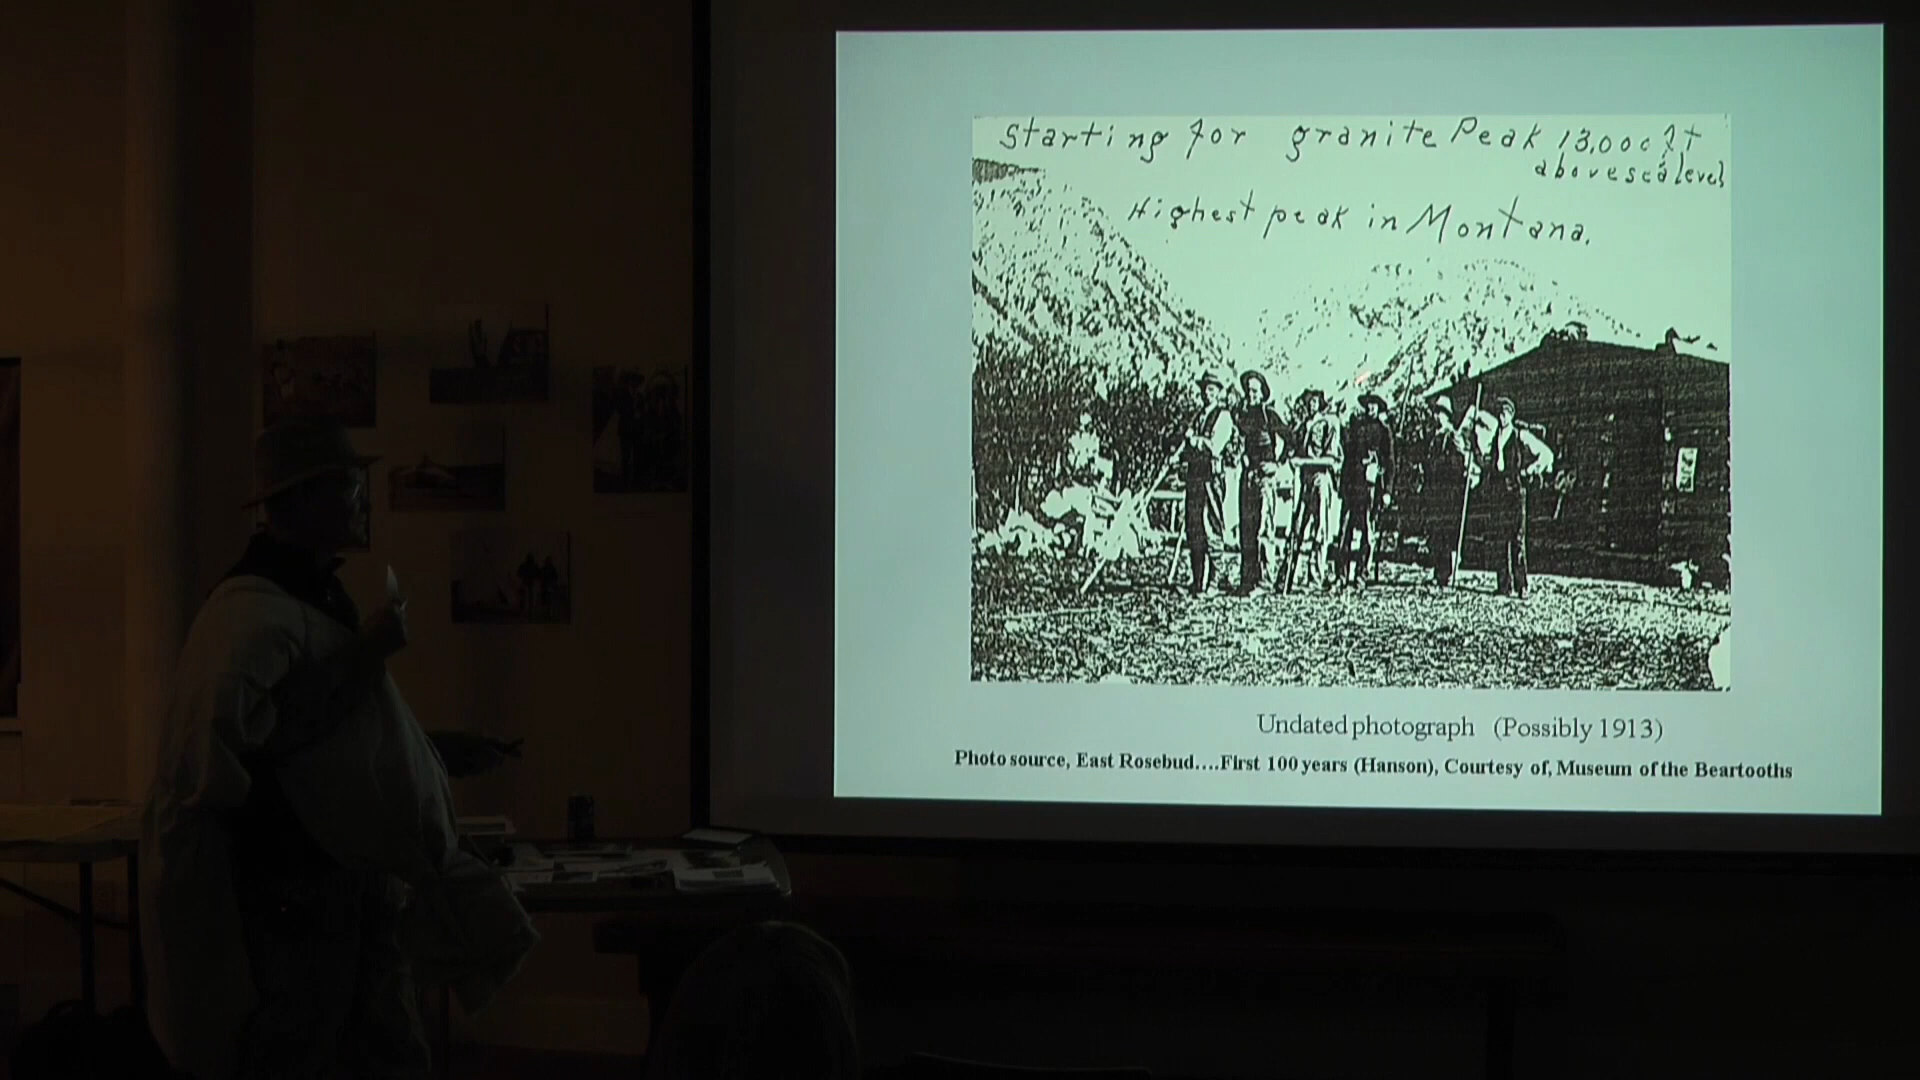 Starting for granite Peak 13,000 ft
above sea level
Highest peak in Montana.
Undated photograph (Possibly 1913)
Photo source, East Rosebud....First 100 years (Hanson), Courtesy of, Museum of the Beartooths